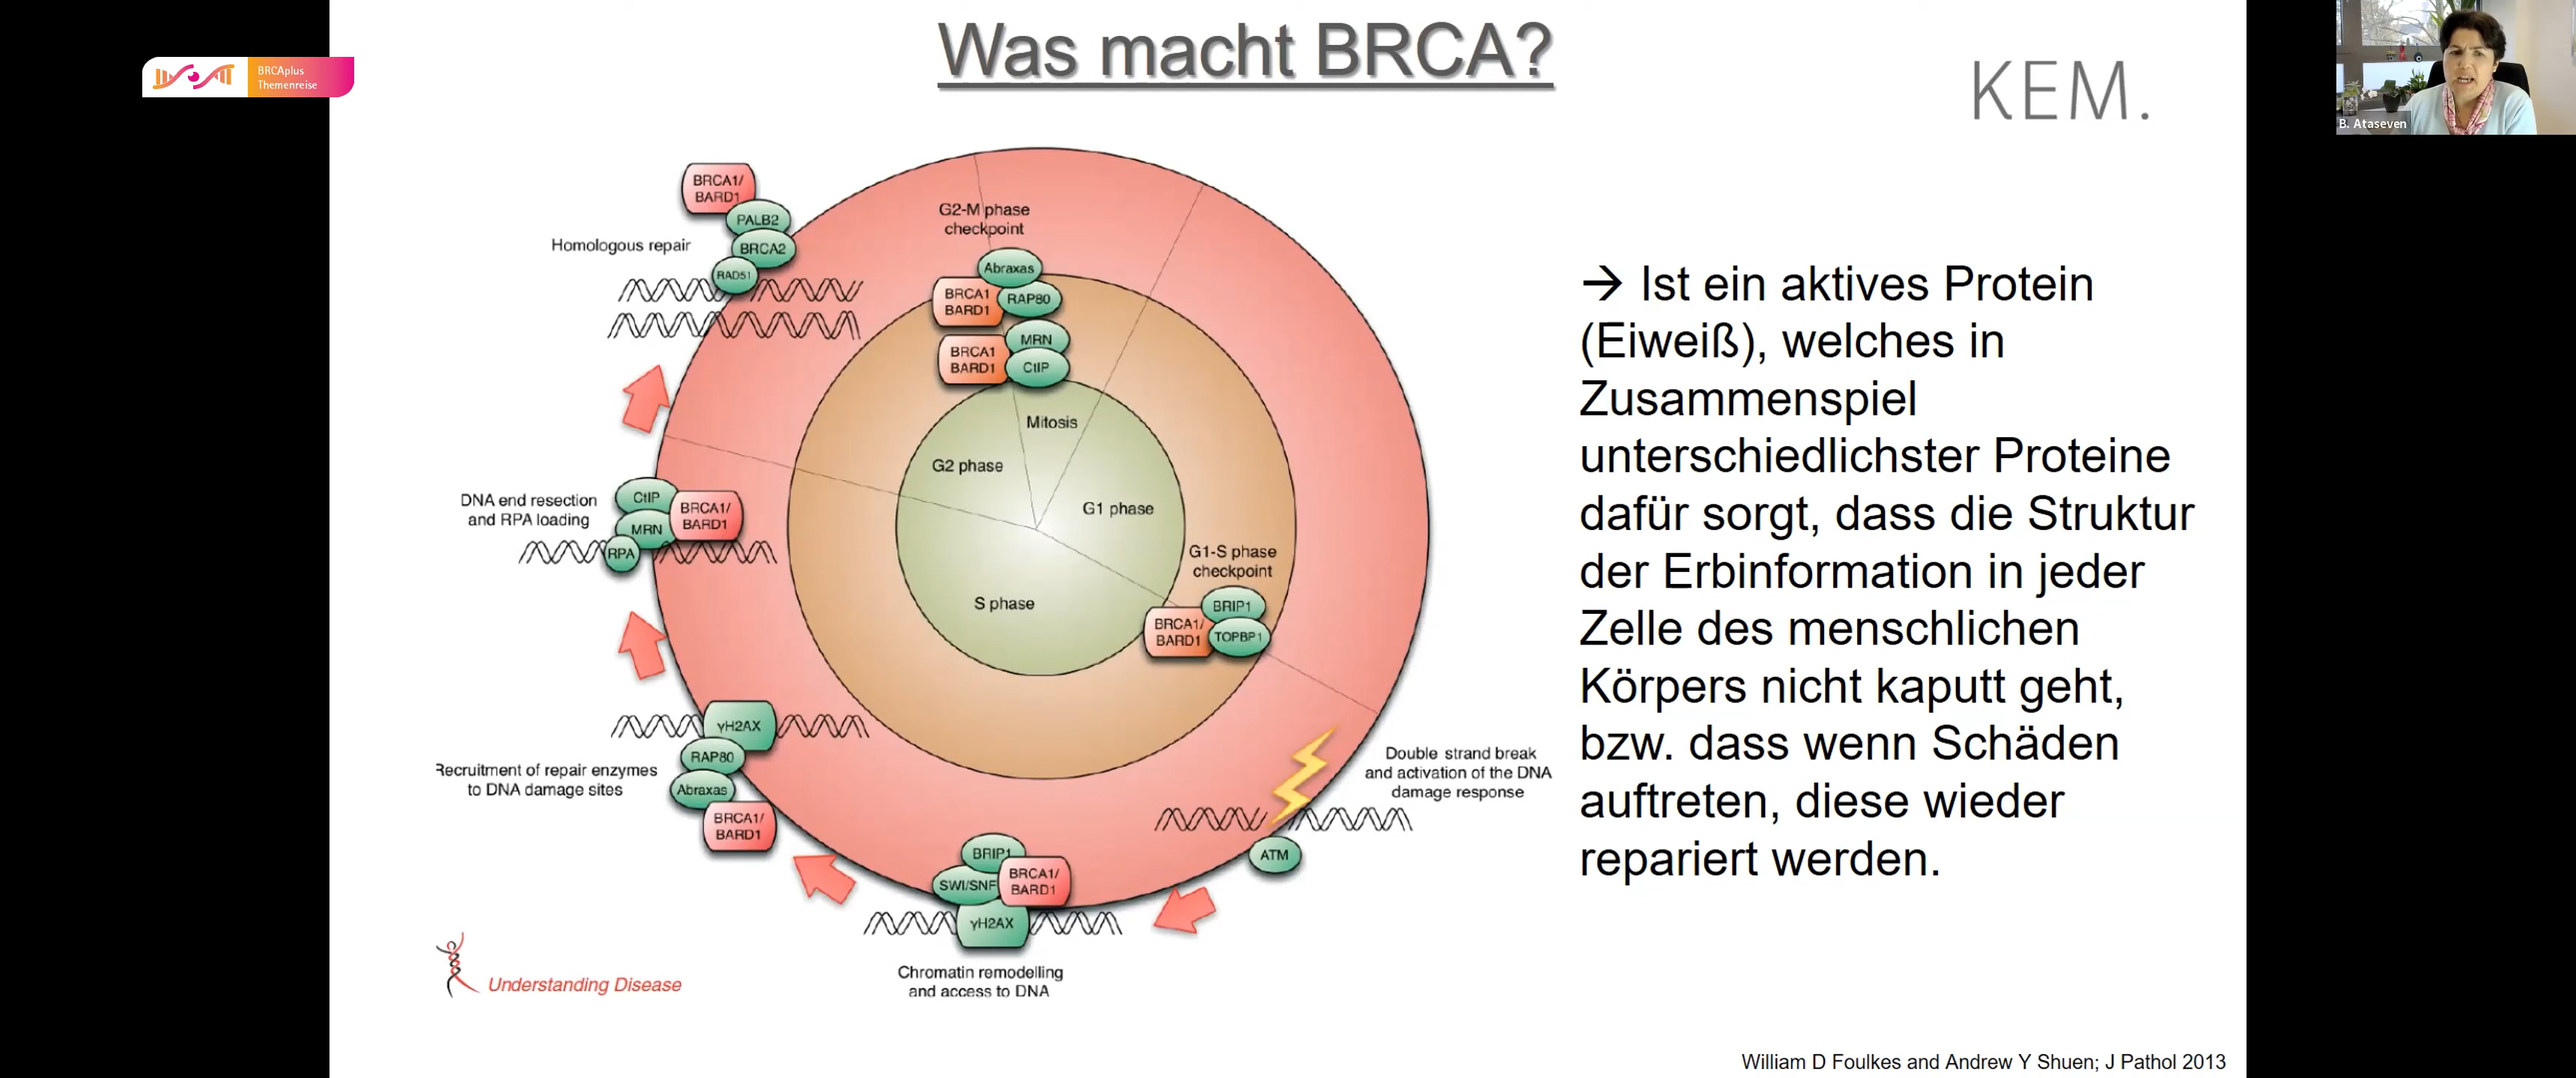 Was macht BRCA?
BRCAplus
Themenreise
KEM.
B. Ataseven
BRCA1/
BARD1
PALB2
BRCA2
RAD51
Homologous repair
G2-M phase
checkpoint
Abraxas
BRCA1
BARD1
RAP80
MRN
BRCA1
BARD1
CtIP
Mitosis
G2 phase
G1 phase
S phase
G1-S phase
checkpoint
BRIP1
BRCA1/
BARD1
TOPBP1
DNA end resection
and RPA loading
CtIP
MRN
BRCA1/
BARD1
RPA
γH2AX
RAP80
Abraxas
BRCA1/
BARD1
Recruitment of repair enzymes
to DNA damage sites
Double strand break
and activation of the DNA
damage response
ATM
BRIP1
SWI/SNF
BRCA1/
BARD1
γH2AX
Chromatin remodelling
and access to DNA
Understanding Disease
→ Ist ein aktives Protein
(Eiweiß), welches in
Zusammenspiel
unterschiedlichster Proteine
dafür sorgt, dass die Struktur
der Erbinformation in jeder
Zelle des menschlichen
Körpers nicht kaputt geht,
bzw. dass wenn Schäden
auftreten, diese wieder
repariert werden.
William D Foulkes and Andrew Y Shuen; J Pathol 2013